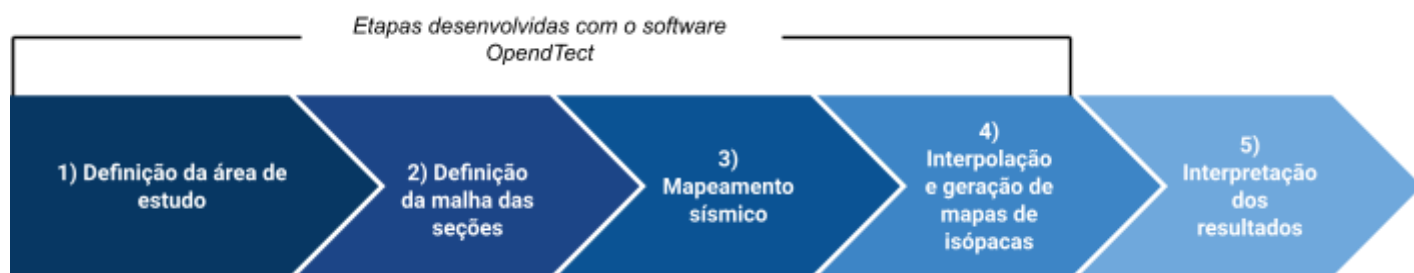 Etapas desenvolvidas com o software
OpendTect
1) Definição da área de
estudo
2) Definição
da malha das
seções
3)
Mapeamento
sísmico
4)
Interpolação
e geração de
mapas de
isópacas
5)
Interpretação
dos
resultados